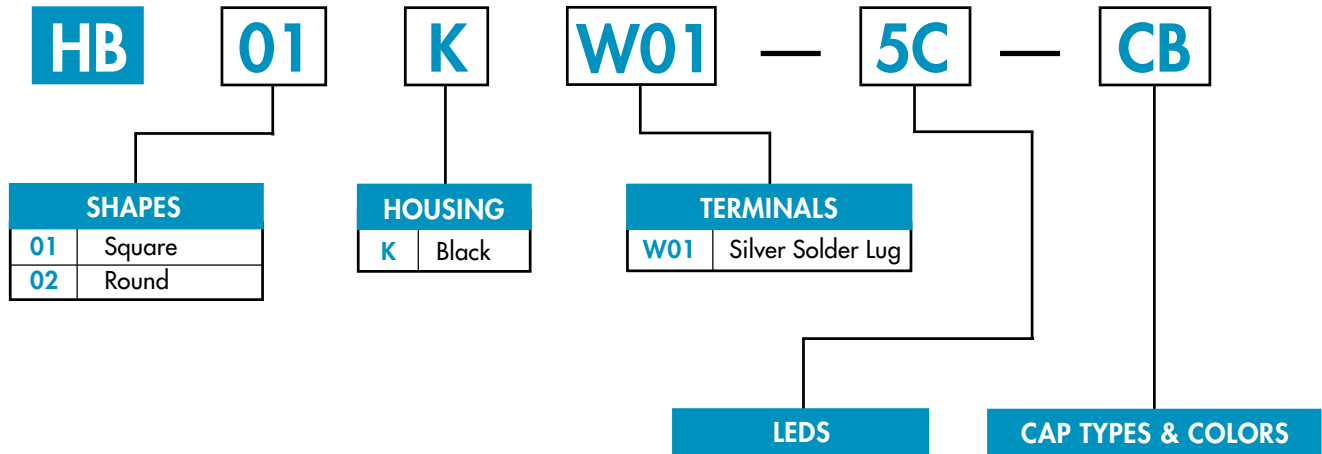 HB 01 K W01 — 5C — CB
SHAPES
01 Square
02 Round
HOUSING
K Black
TERMINALS
W01 Silver Solder Lug
LEDS
CAP TYPES & COLORS